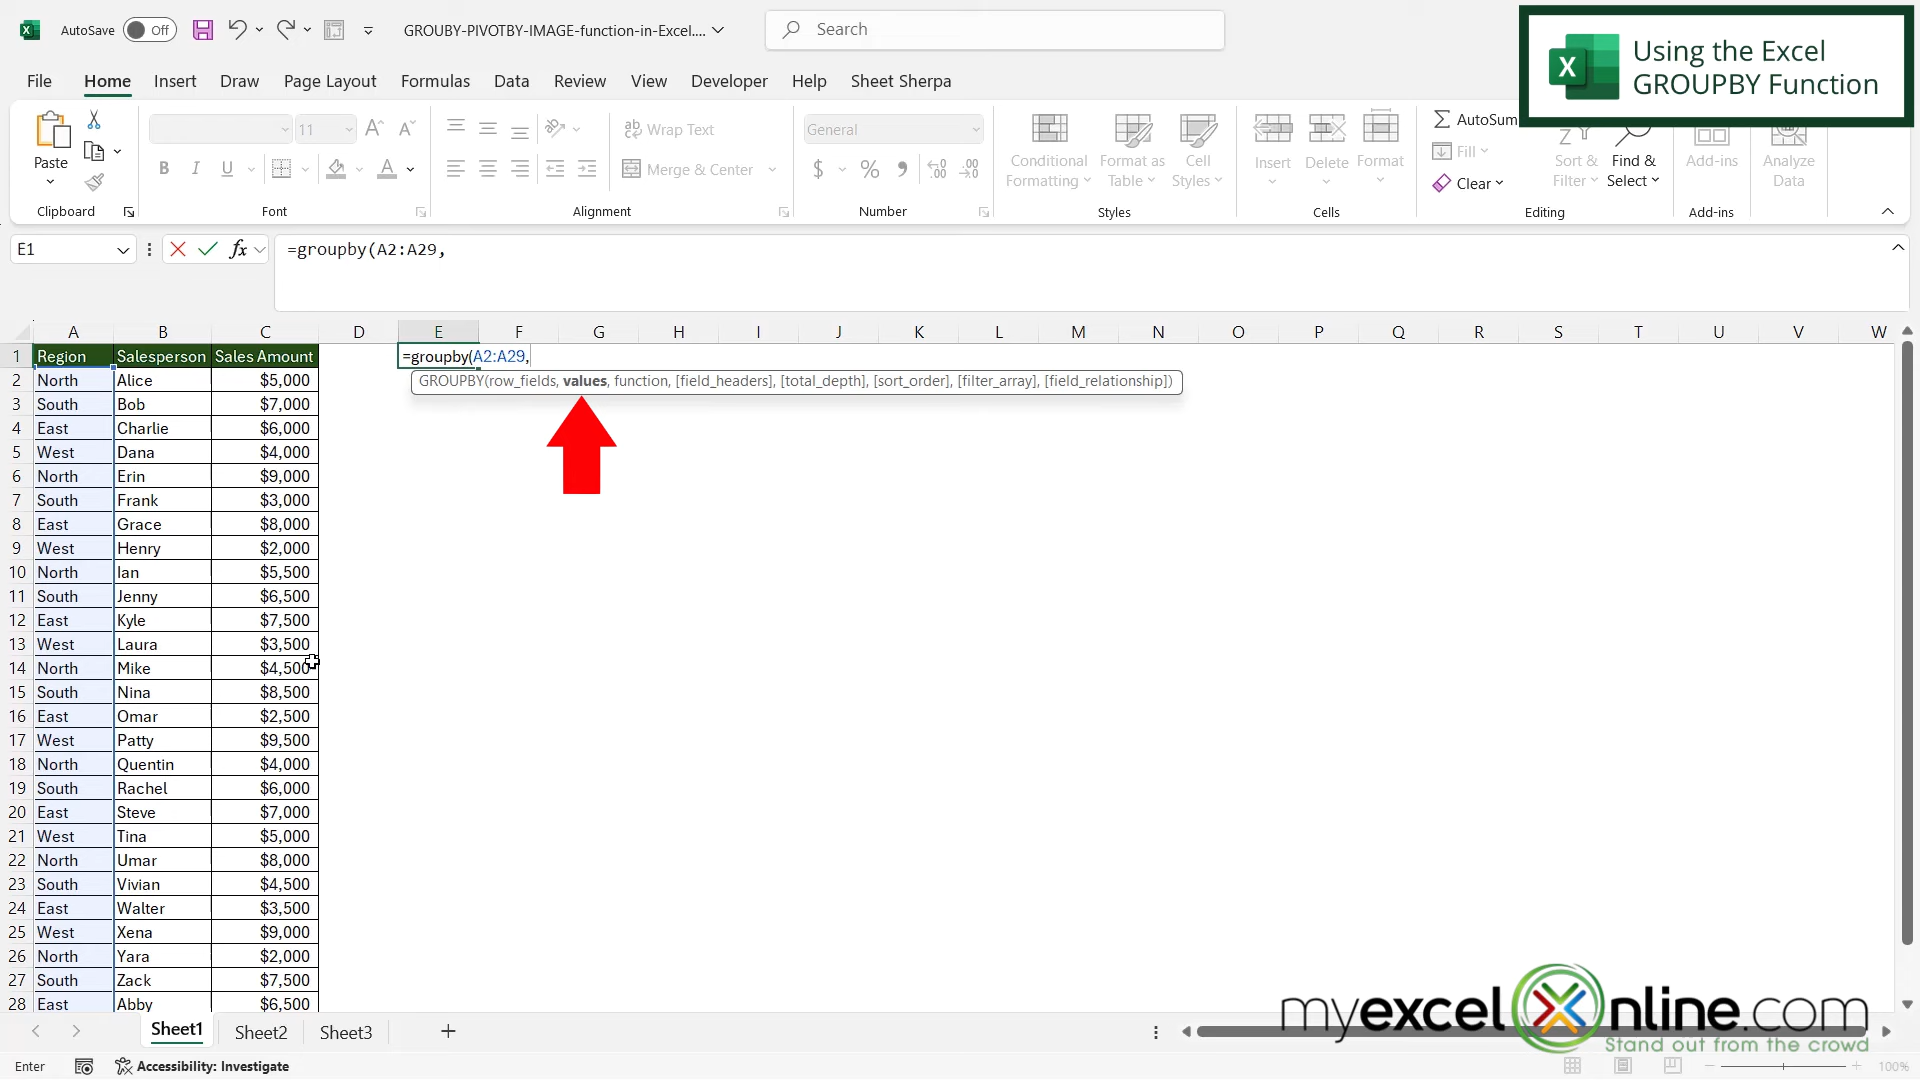 AutoSave Off GROUBY-PIVOTBY-IMAGE-function-in-Excel.... Search
Using the Excel
GROUPBY Function
File Home Insert Draw Page Layout Formulas Data Review View Developer Help Sheet Sherpa
Paste 11 Wrap Text General Conditional Formatting Format as Table Cell Styles Insert Delete Format AutoSum Sort & Filter Find & Select Add-ins Analyze Data
B I U Merge & Center $ % Fill
Clear
Clipboard Font Alignment Number Styles Cells Editing Add-ins
E1 fx =groupby(A2:A29,
A B C D E F G H I J K L M N O P Q R S T U V W
1 Region Salesperson Sales Amount =groupby(A2:A29,
GROUPBY(row_fields, values, function, [field_headers], [total_depth], [sort_order], [filter_array], [field_relationship])
2 North Alice $5,000
3 South Bob $7,000
4 East Charlie $6,000
5 West Dana $4,000
6 North Erin $9,000
7 South Frank $3,000
8 East Grace $8,000
9 West Henry $2,000
10 North Ian $5,500
11 South Jenny $6,500
12 East Kyle $7,500
13 West Laura $3,500
14 North Mike $4,500
15 South Nina $8,500
16 East Omar $2,500
17 West Patty $9,500
18 North Quentin $4,000
19 South Rachel $6,000
20 East Steve $7,000
21 West Tina $5,000
22 North Umar $8,000
23 South Vivian $4,500
24 East Walter $3,500
25 West Xena $9,000
26 North Yara $2,000
27 South Zack $7,500
28 East Abby $6,500
Sheet1 Sheet2 Sheet3
myexcelOnline.com
Stand out from the crowd
Enter Accessibility: Investigate 100%